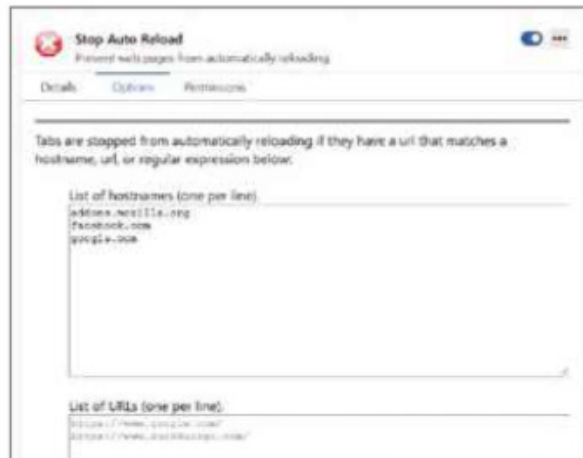 Stop Auto Reload
Prevent web pages from automatically reloading
Details Options Permissions
Tabs are stopped from automatically reloading if they have a url that matches a
hostname, url, or regular expression below:
List of hostnames (one per line)
addons.mozilla.org
facebook.com
google.com
List of URLs (one per line)
https://www.google.com/